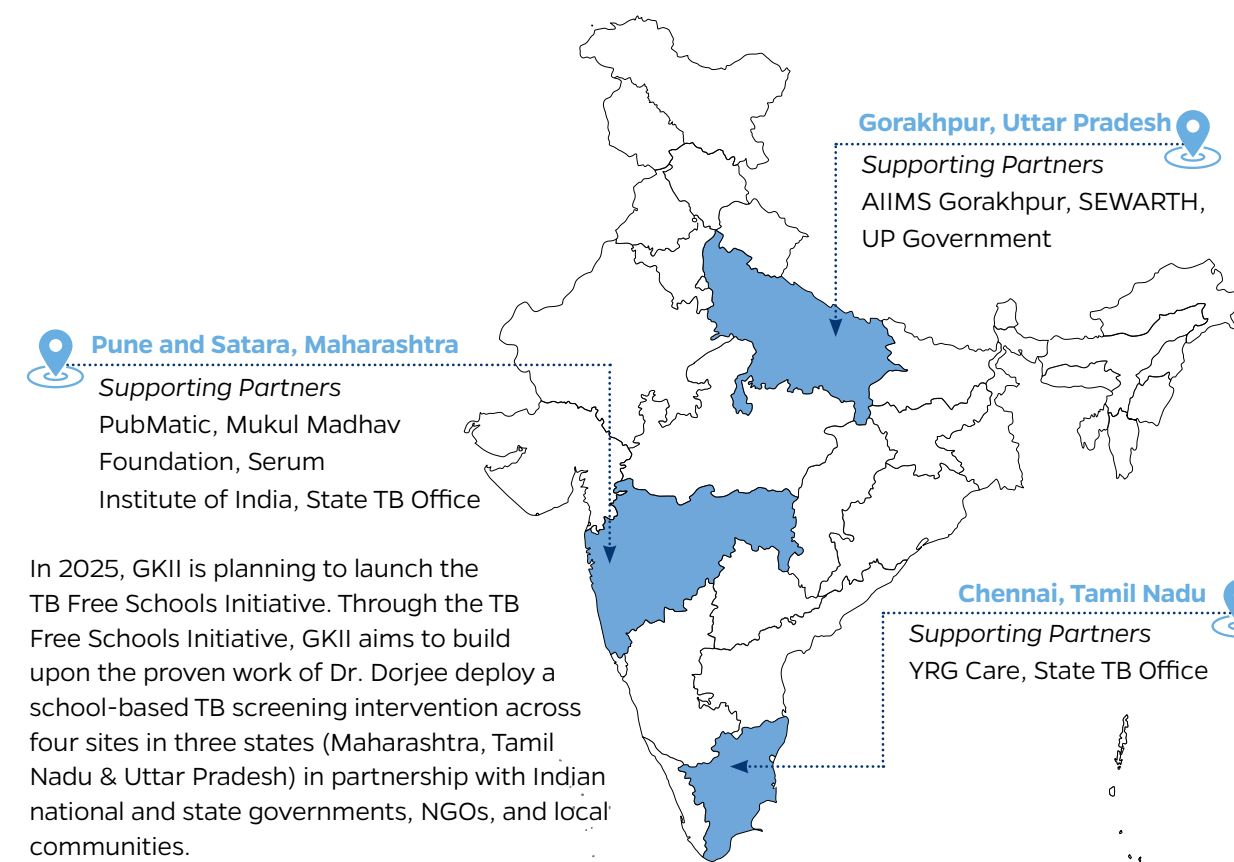 Gorakhpur, Uttar Pradesh
Supporting Partners
AIIMS Gorakhpur, SEWARTH,
UP Government
Pune and Satara, Maharashtra
Supporting Partners
PubMatic, Mukul Madhav
Foundation, Serum
Institute of India, State TB Office
In 2025, GKII is planning to launch the
TB Free Schools Initiative. Through the TB
Free Schools Initiative, GKII aims to build
upon the proven work of Dr. Dorjee deploy a
school-based TB screening intervention across
four sites in three states (Maharashtra, Tamil
Nadu & Uttar Pradesh) in partnership with Indian
national and state governments, NGOs, and local
communities.
Chennai, Tamil Nadu
Supporting Partners
YRG Care, State TB Office